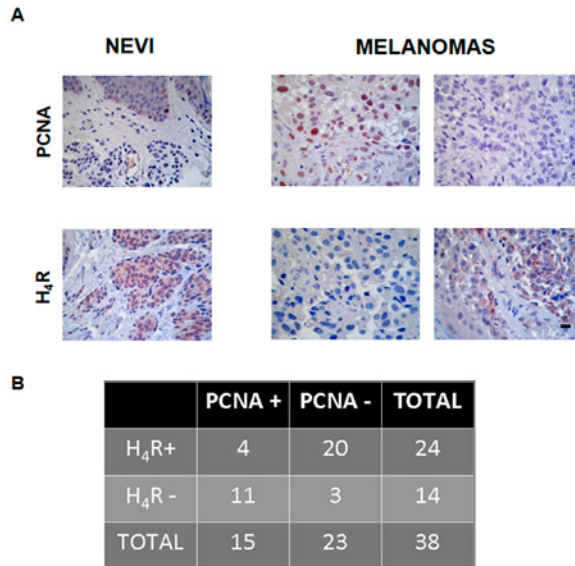 A
NEVI MELANOMAS
PCNA
H₄R
B
PCNA + PCNA - TOTAL
H₄R+ 4 20 24
H₄R - 11 3 14
TOTAL 15 23 38